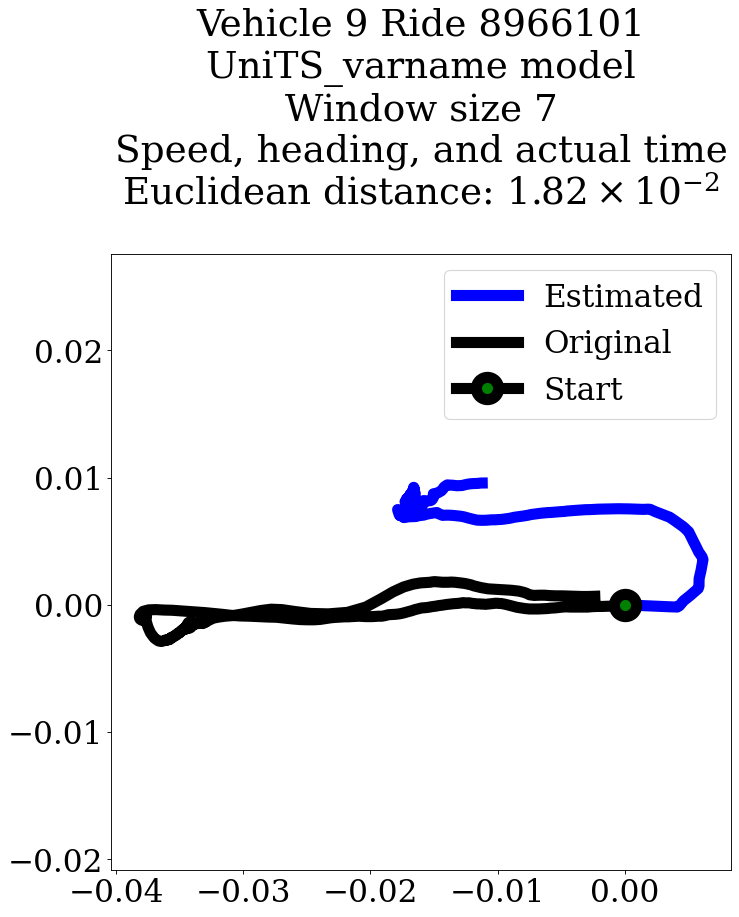 Vehicle 9 Ride 8966101
UniTS_varname model
Window size 7
Speed, heading, and actual time
Euclidean distance: 1.82 × 10⁻²
Estimated
Original
Start
0.02
0.01
0.00
−0.01
−0.02
−0.04 −0.03 −0.02 −0.01 0.00